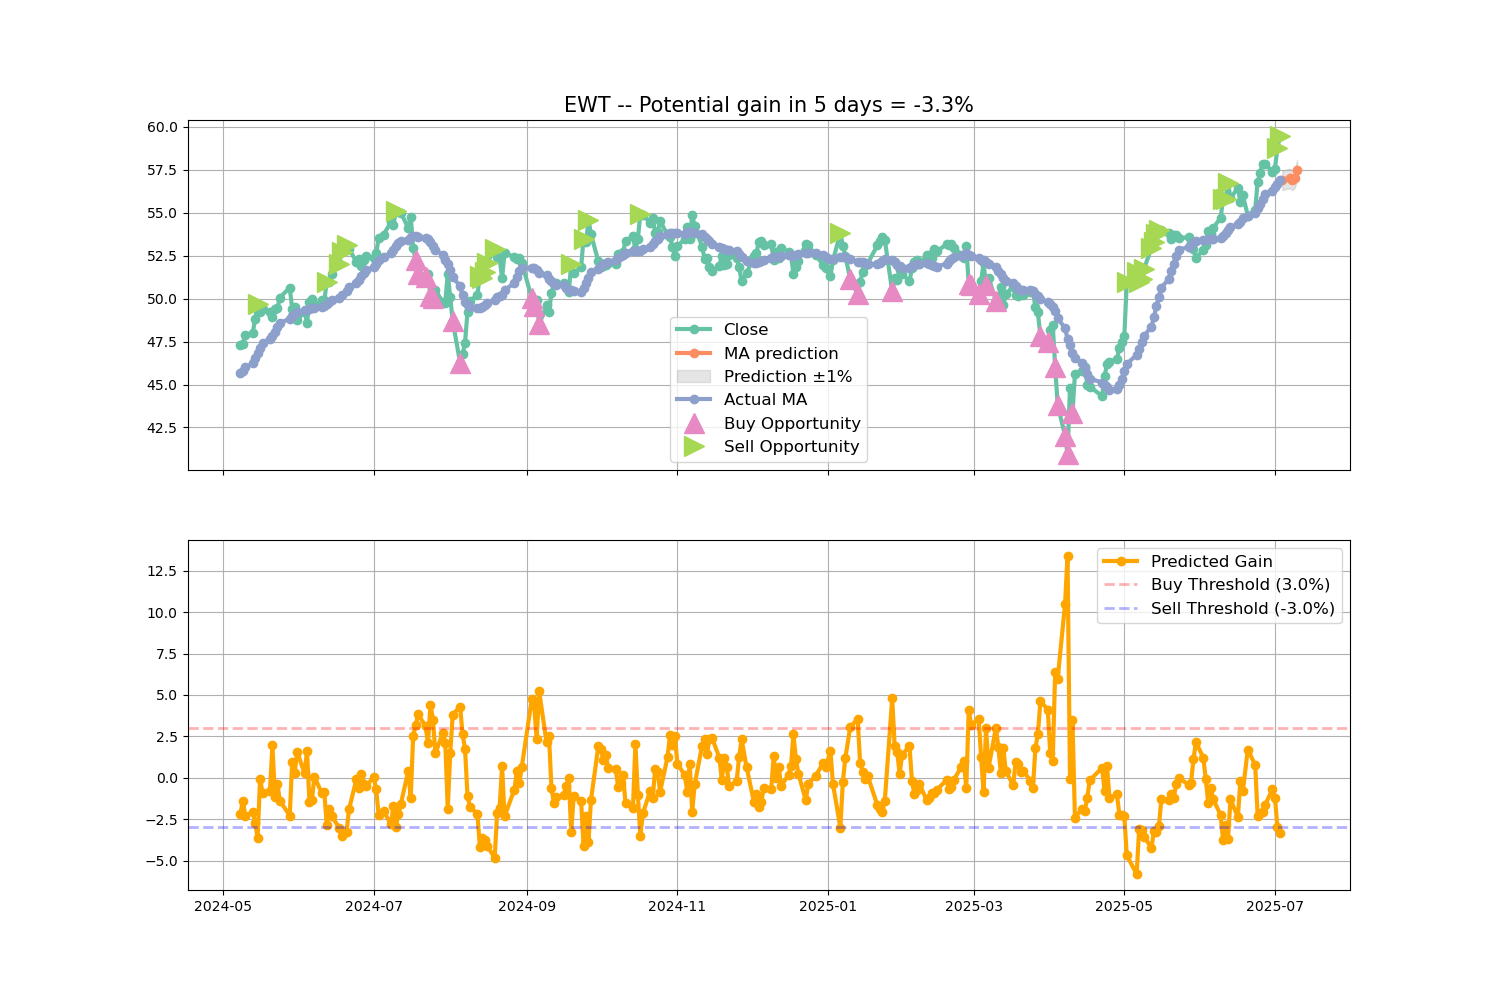 EWT -- Potential gain in 5 days = -3.3%
60.0
57.5
55.0
52.5
50.0
47.5
45.0
42.5
Close
MA prediction
Prediction ±1%
Actual MA
Buy Opportunity
Sell Opportunity
12.5
10.0
7.5
5.0
2.5
0.0
−2.5
−5.0
Predicted Gain
Buy Threshold (3.0%)
Sell Threshold (-3.0%)
2024-05 2024-07 2024-09 2024-11 2025-01 2025-03 2025-05 2025-07